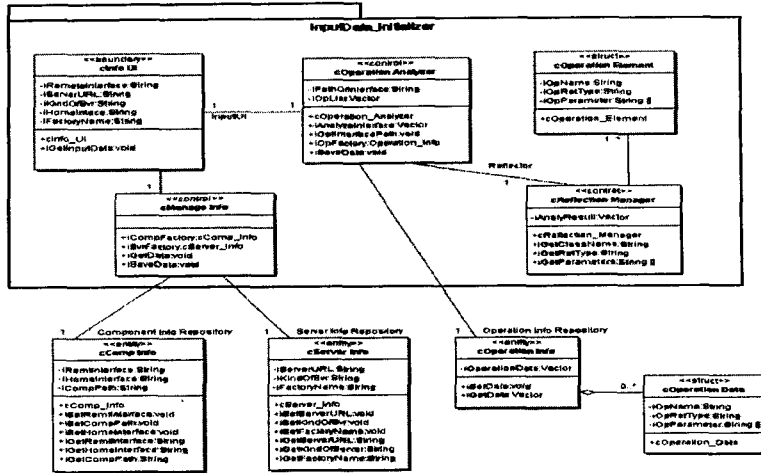 InputData_Initializer
<<boundary>>
cInfo UI
-iRemoteInterface:String
-iServerURL:String
-iKindOfSvr:String
-iHomeInteface:String
-iFactoryName:String
+cInfo_UI
+iGetInputData:void
<<control>>
cOperation Analyzer
-iPathOfInterface:String
-iOpList:Vector
+cOperation_Analyzer
+iAnalyzeInterface:Vector
+iGetInterfacePath:void
+iOpFactory:Operation_Info
+iSaveData:void
<<struct>>
cOperation Element
-iOpName:String
-iOpRetType:String
-iOpParameter:String []
+cOperation_Element
1
1
InputUI
1..*
Reflector
1
1
<<control>>
cManage Info
+iCompFactory:cComp_Info
+iSvrFactory:cServer_Info
+iGetData:void
+iSaveData:void
<<control>>
cReflection Manager
-iAnalyResult:Vector
+cReflection_Manager
+iGetClassName:String
+iGetRetType:String
+iGetParameters:String []
1
Component Info Repository
1
Server Info Repository
1
Operation Info Repository
<<entity>>
cComp Info
-iRemiInterface:String
-iHomeInterface:String
-iCompPath:String
+cComp_Info
+iSetRemiInterface:void
+iSetCompPath:void
+iSetHomeInterface:void
+iGetRemiInterface:String
+iGetHomeInterface:String
+iGetCompPath:String
<<entity>>
cServer Info
-iServerURL:String
-iKindOfSvr:String
-iFactoryName:String
+cServer_Info
+iSetServerURL:void
+iSetKindOfSvr:void
+iSetFactoryName:void
+iGetServerURL:String
+iGetKindOfServer:String
+iGetFactoryName:String
<<entity>>
cOperation Info
-iOperationData:Vector
+iSetData:void
+iGetData:Vector
0..*
<<struct>>
cOperation Data
-iOpName:String
-iOpRetType:String
-iOpParameter:String []
+cOperation_Data